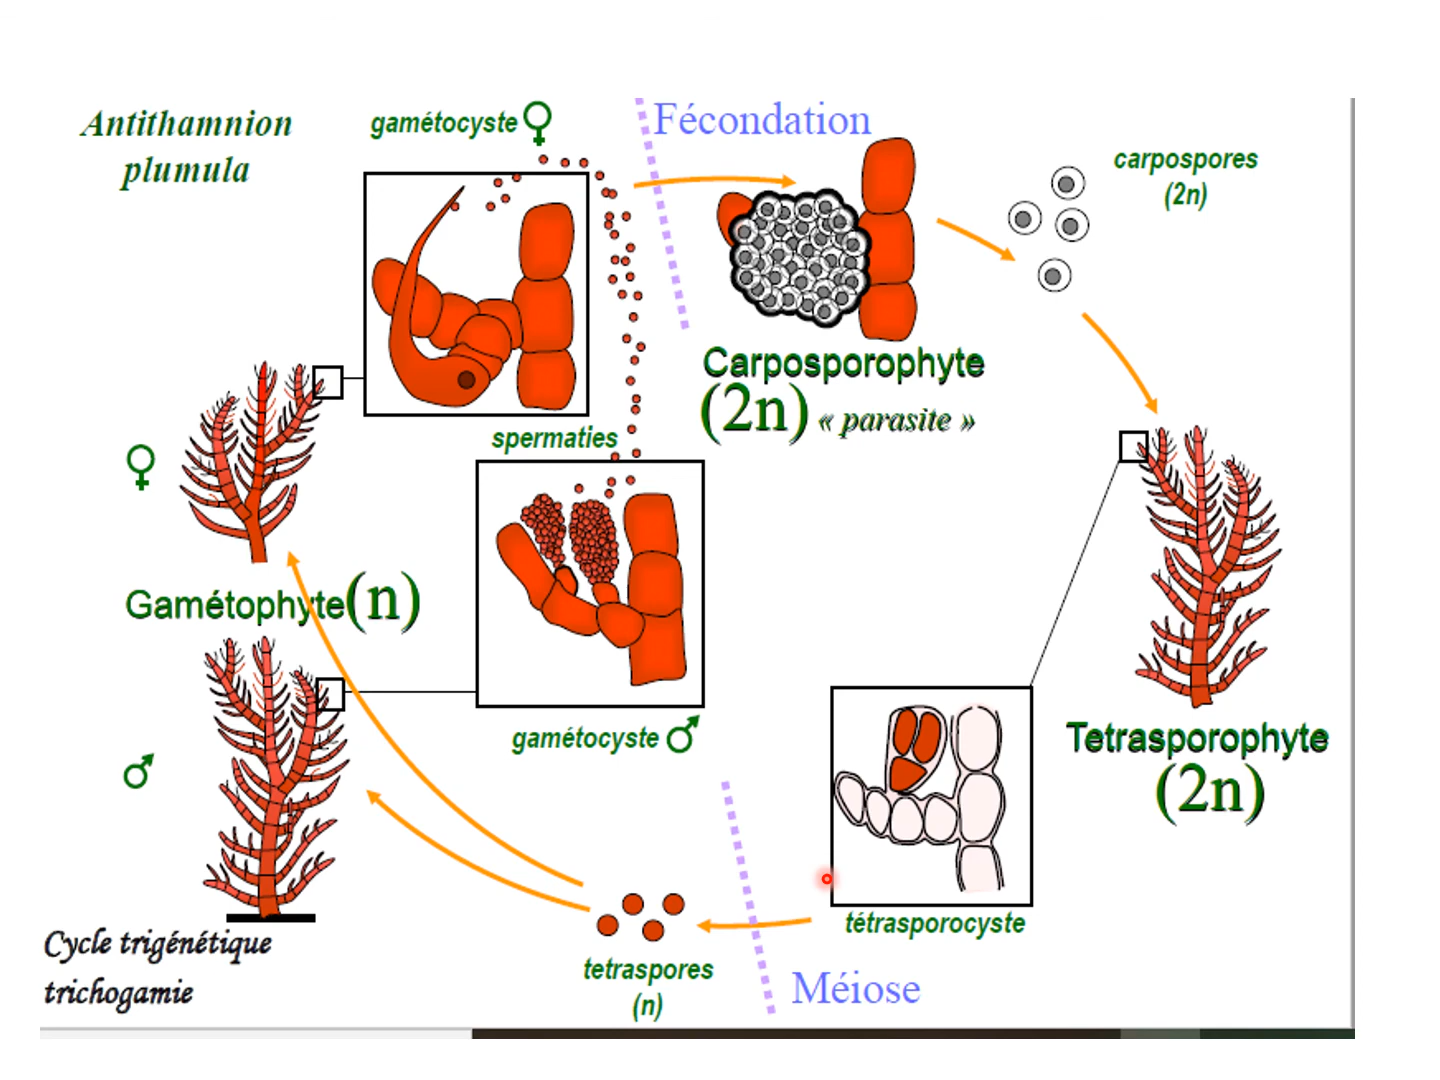 Antithamnion
plumula
gamétocyste ♀
Fécondation
carpospores
(2n)
Carposporophyte
(2n) « parasite »
spermaties
♀
Gamétophyte(n)
gamétocyste ♂
♂
Tetrasporophyte
(2n)
tétrasporocyste
Cycle trigénétique
trichogamie
tetraspores
(n)
Méiose